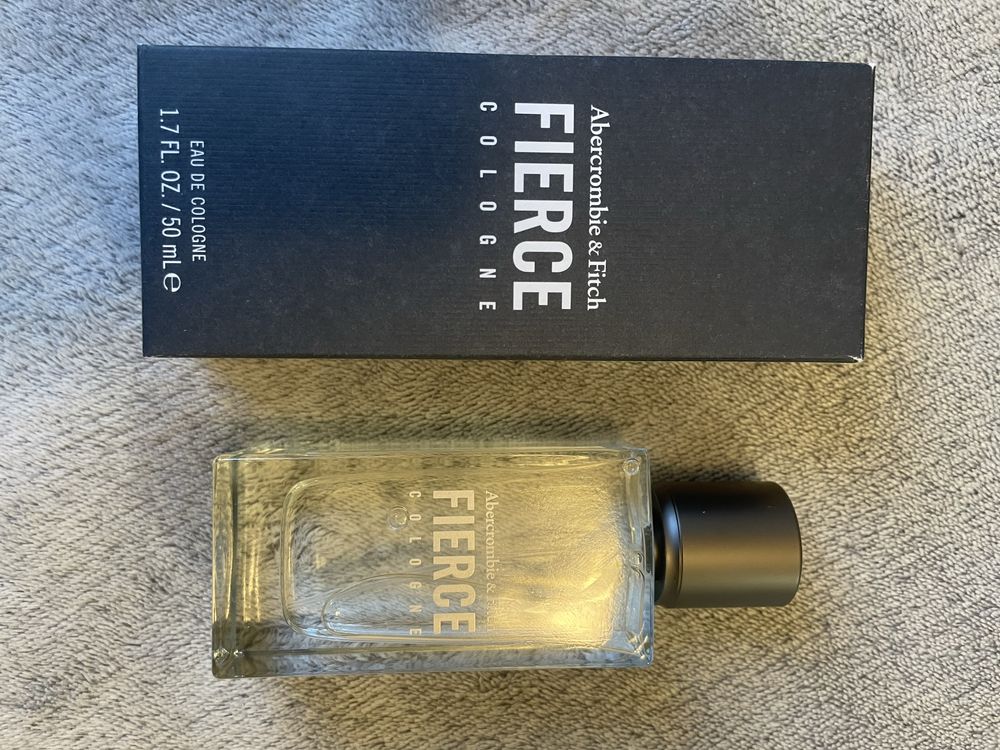 Abercrombie & Fitch
FIERCE
COLOGNE
EAU DE COLOGNE
1.7 FL. OZ. / 50 mL ℮
Abercrombie & Fitch
FIERCE
COLOGNE